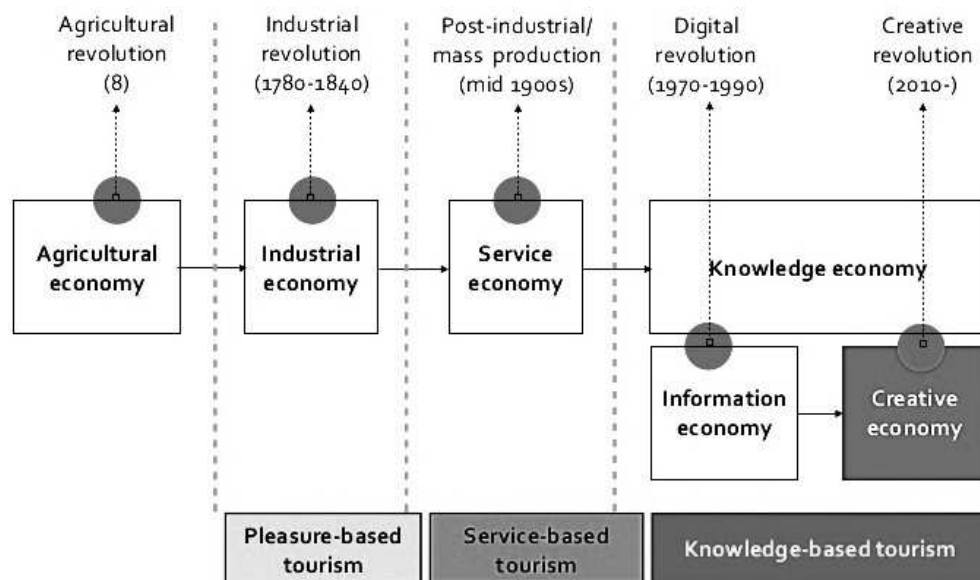 Agricultural
revolution
(8)
Industrial
revolution
(1780-1840)
Post-industrial/
mass production
(mid 1900s)
Digital
revolution
(1970-1990)
Creative
revolution
(2010-)
Agricultural
economy
Industrial
economy
Service
economy
Knowledge economy
Information
economy
Creative
economy
Pleasure-based
tourism
Service-based
tourism
Knowledge-based tourism